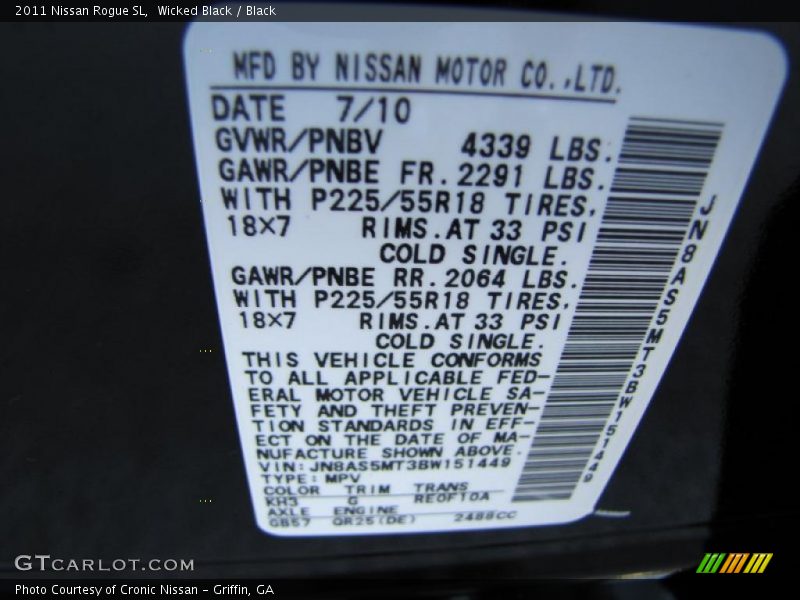 2011 Nissan Rogue SL,  Wicked Black / Black
MFD BY NISSAN MOTOR CO.,LTD.
DATE 7/10
GVWR/PNBV 4339 LBS.
GAWR/PNBE FR. 2291 LBS.
WITH P225/55R18 TIRES,
18×7 RIMS.AT 33 PSI
COLD SINGLE.
GAWR/PNBE RR. 2064 LBS.
WITH P225/55R18 TIRES.
18×7 RIMS.AT 33 PSI
COLD SINGLE.
THIS VEHICLE CONFORMS
TO ALL APPLICABLE FED-
ERAL MOTOR VEHICLE SA-
FETY AND THEFT PREVEN-
TION STANDARDS IN EFF-
ECT ON THE DATE OF MA-
NUFACTURE SHOWN ABOVE.
VIN:JN8AS5MT3BW151449
TYPE:MPV
COLOR TRIM TRANS
KH3 G RE0F10A
AXLE ENGINE
GB57 QR25(DE) 2488CC
JN8AS5MT3BW151449
GTCARLOT.COM
Photo Courtesy of Cronic Nissan - Griffin, GA